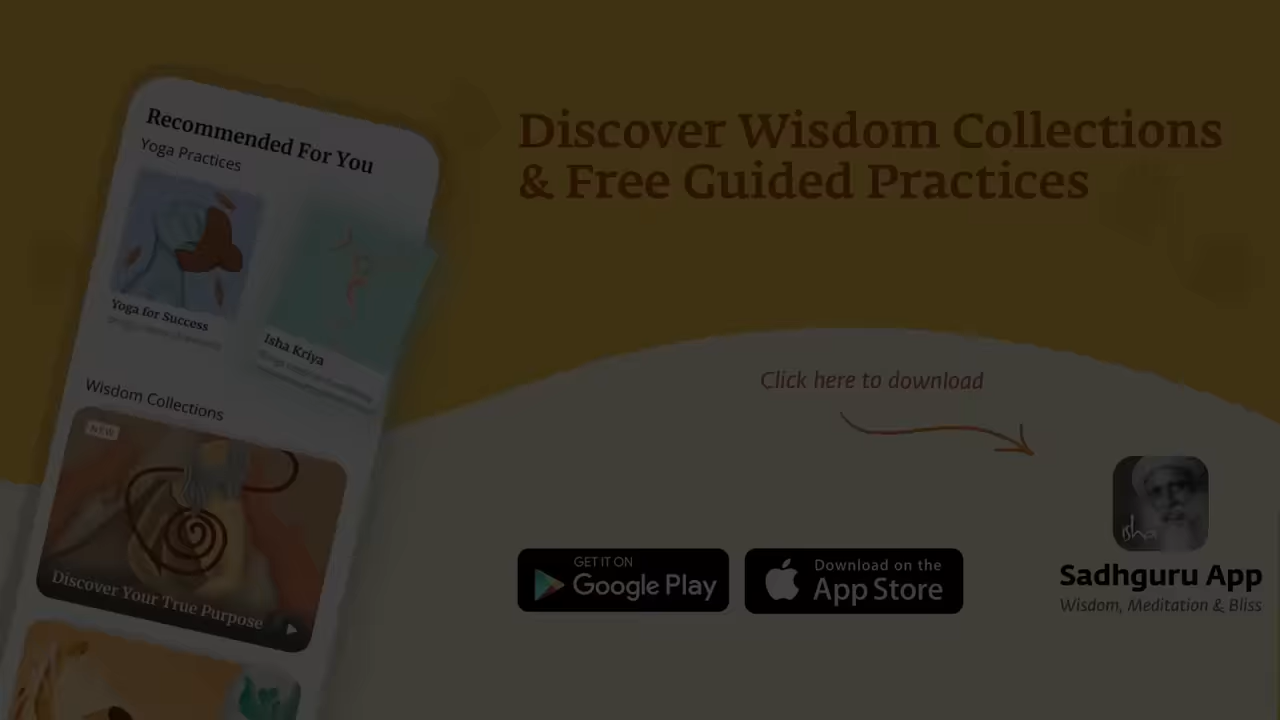 Recommended For You
Yoga Practices
Yoga for Success
Isha Kriya
Wisdom Collections
NEW
Discover Your True Purpose
Discover Wisdom Collections
& Free Guided Practices
Click here to download
GET IT ON
Google Play
Download on the
App Store
isha
Sadhguru App
Wisdom, Meditation & Bliss